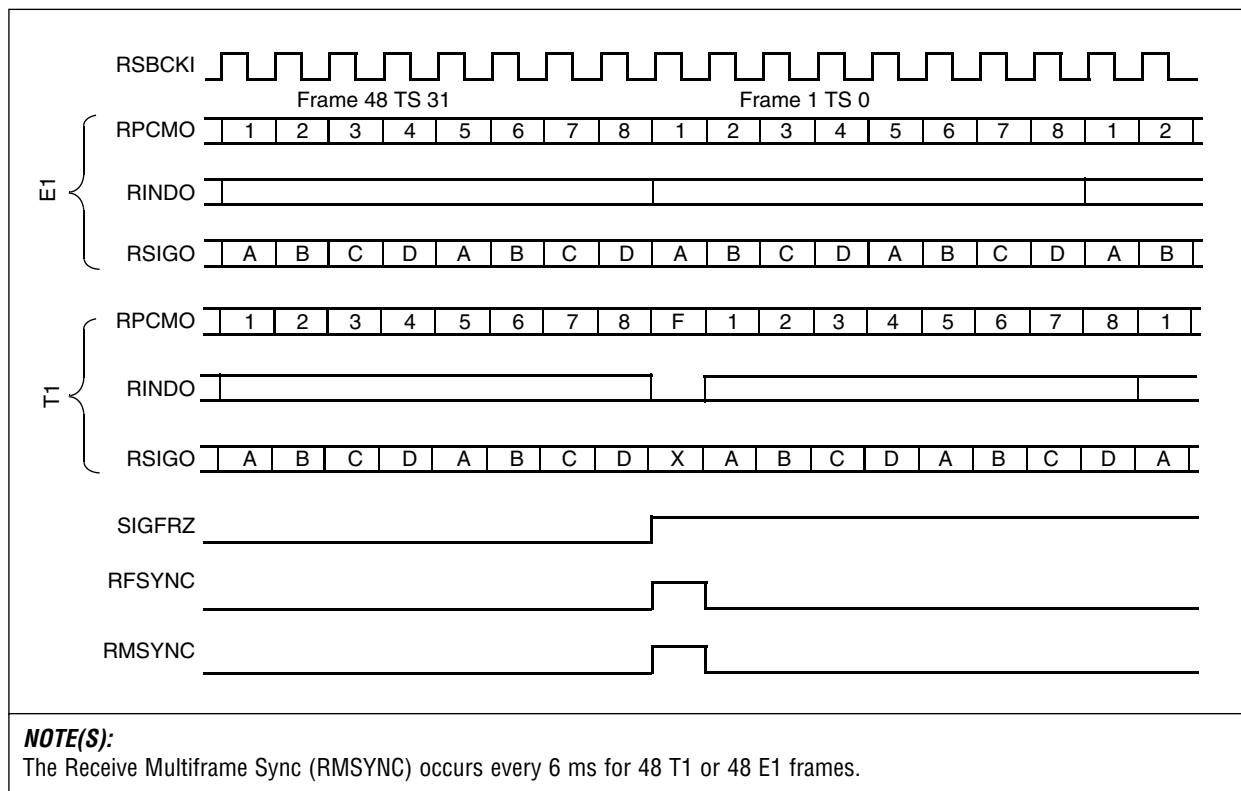 RSBCKI
Frame 48 TS 31 Frame 1 TS 0
E1
RPCMO 1 2 3 4 5 6 7 8 1 2 3 4 5 6 7 8 1 2
RINDO
RSIGO A B C D A B C D A B C D A B C D A B
T1
RPCMO 1 2 3 4 5 6 7 8 F 1 2 3 4 5 6 7 8 1
RINDO
RSIGO A B C D A B C D X A B C D A B C D A
SIGFRZ
RFSYNC
RMSYNC
NOTE(S):
The Receive Multiframe Sync (RMSYNC) occurs every 6 ms for 48 T1 or 48 E1 frames.